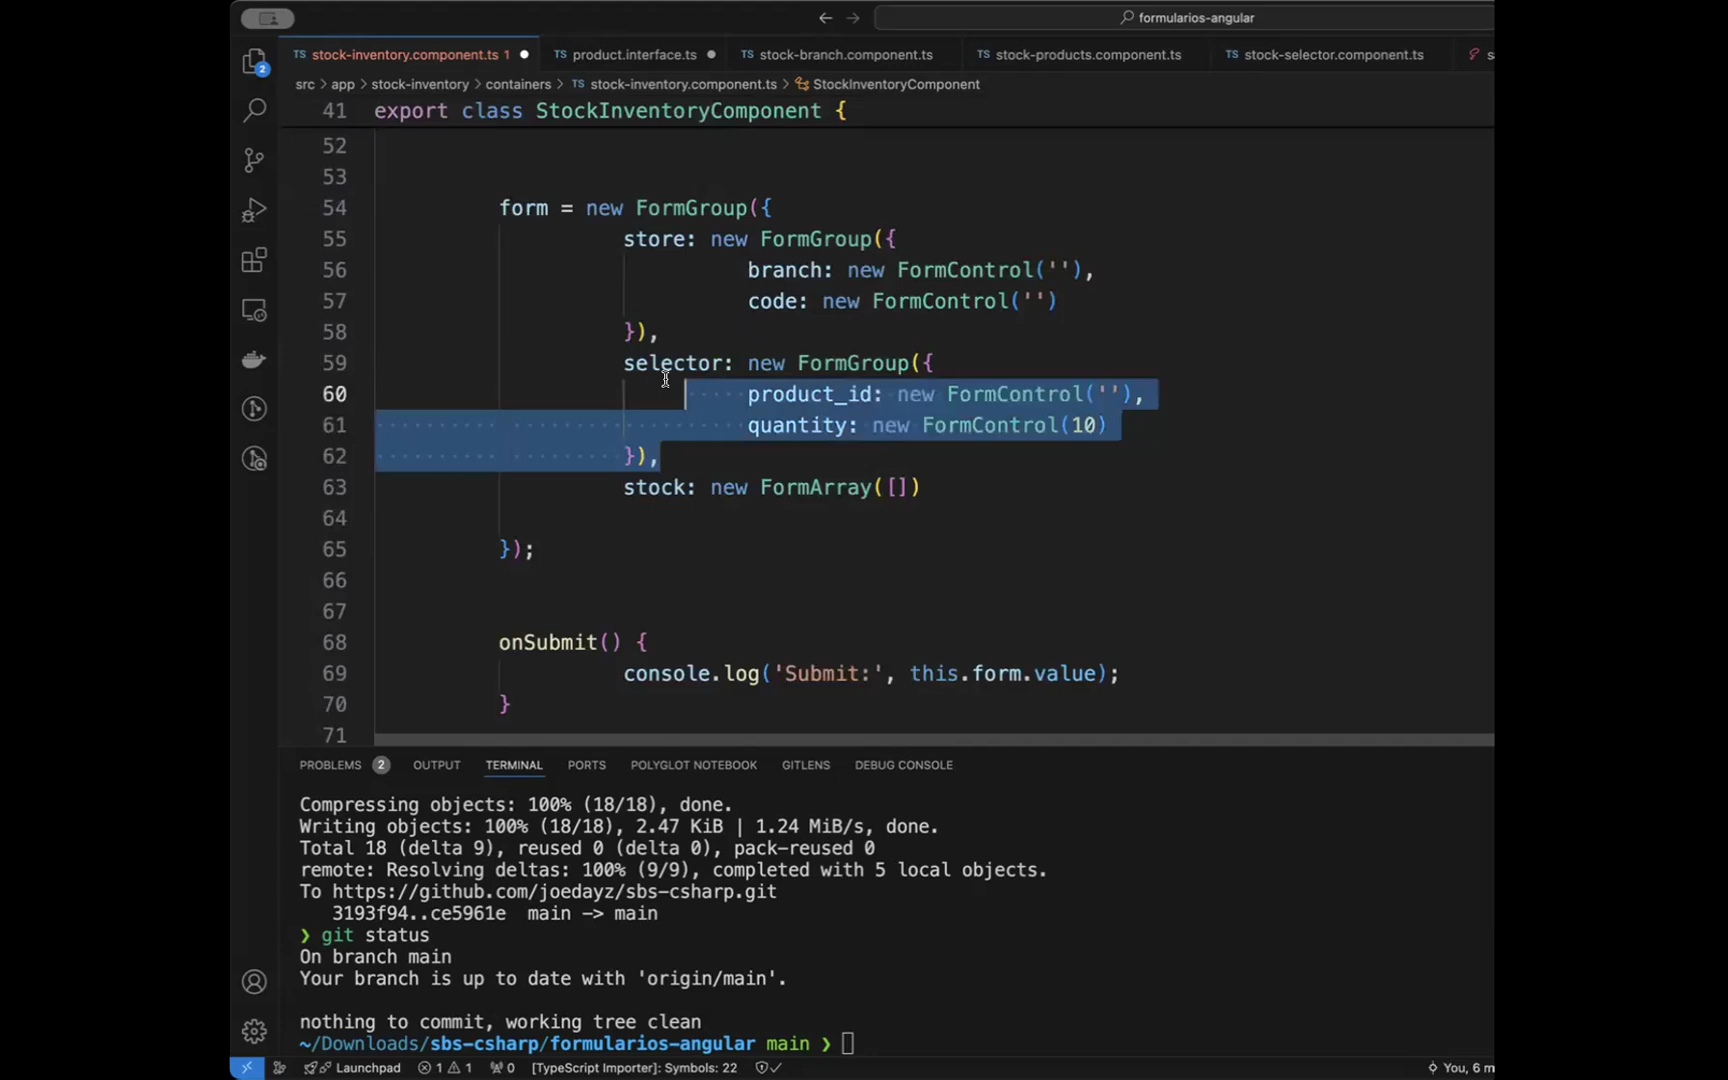 formularios-angular
stock-inventory.component.ts 1
product.interface.ts
stock-branch.component.ts
stock-products.component.ts
stock-selector.component.ts
src > app > stock-inventory > containers > stock-inventory.component.ts > StockInventoryComponent
41 export class StockInventoryComponent {
52
53
54 form = new FormGroup({
55 store: new FormGroup({
56 branch: new FormControl(''),
57 code: new FormControl('')
58 }),
59 selector: new FormGroup({
60 product_id: new FormControl(''),
61 quantity: new FormControl(10)
62 }),
63 stock: new FormArray([])
64
65 });
66
67
68 onSubmit() {
69 console.log('Submit:', this.form.value);
70 }
71
PROBLEMS 2 OUTPUT TERMINAL PORTS POLYGLOT NOTEBOOK GITLENS DEBUG CONSOLE
Compressing objects: 100% (18/18), done.
Writing objects: 100% (18/18), 2.47 KiB | 1.24 MiB/s, done.
Total 18 (delta 9), reused 0 (delta 0), pack-reused 0
remote: Resolving deltas: 100% (9/9), completed with 5 local objects.
To https://github.com/joedayz/sbs-csharp.git
3193f94..ce5961e main -> main
❯ git status
On branch main
Your branch is up to date with 'origin/main'.
nothing to commit, working tree clean
~/Downloads/sbs-csharp/formularios-angular main ❯
Launchpad 1 1 0 [TypeScript Importer]: Symbols: 22 You, 6 m